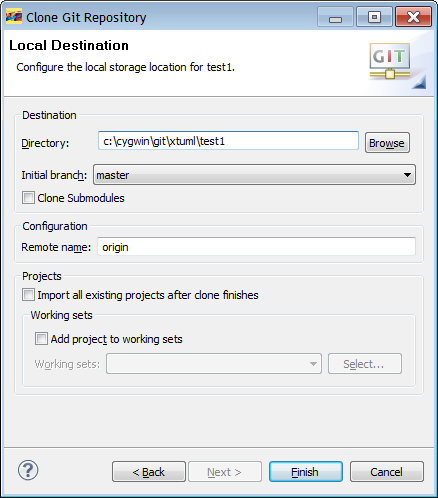 Clone Git Repository
Local Destination
Configure the local storage location for test1.
GIT
Destination
Directory: c:\cygwin\git\xtuml\test1 Browse
Initial branch: master
Clone Submodules
Configuration
Remote name: origin
Projects
Import all existing projects after clone finishes
Working sets
Add project to working sets
Working sets: Select...
? < Back Next > Finish Cancel